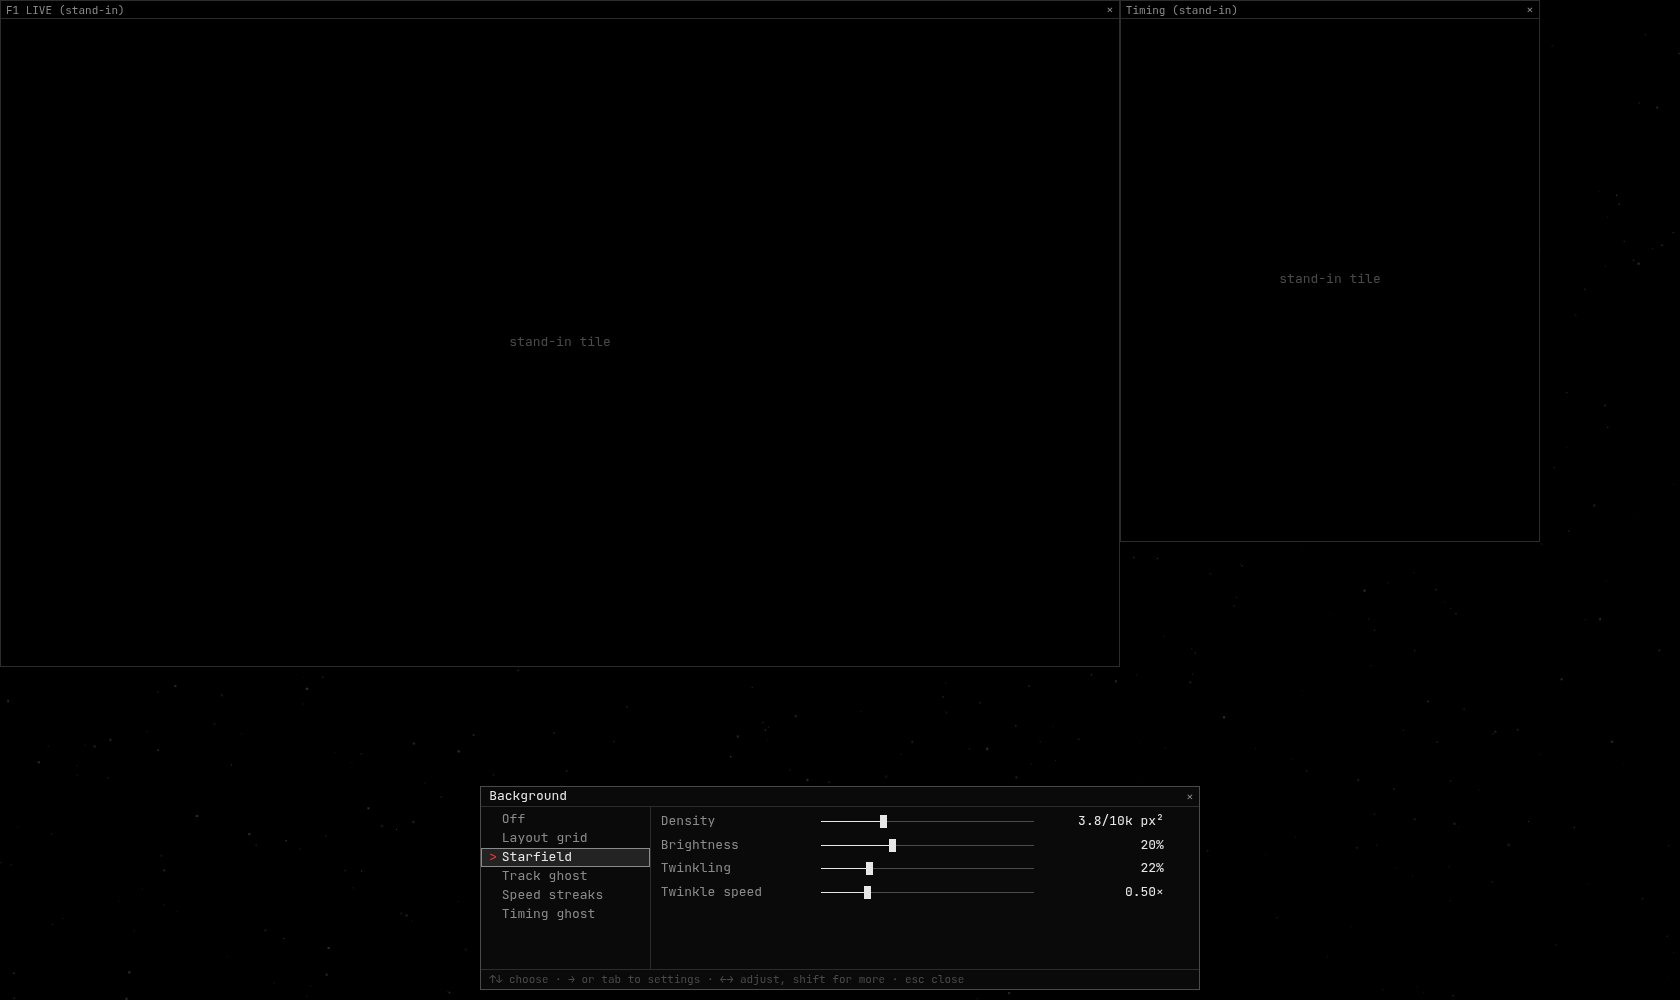 F1 LIVE (stand-in) ×
Timing (stand-in) ×
stand-in tile
stand-in tile
Background ×
Off
Layout grid
> Starfield
Track ghost
Speed streaks
Timing ghost
Density 3.8/10k px²
Brightness 20%
Twinkling 22%
Twinkle speed 0.50×
↑↓ choose · → or tab to settings · ←→ adjust, shift for more · esc close